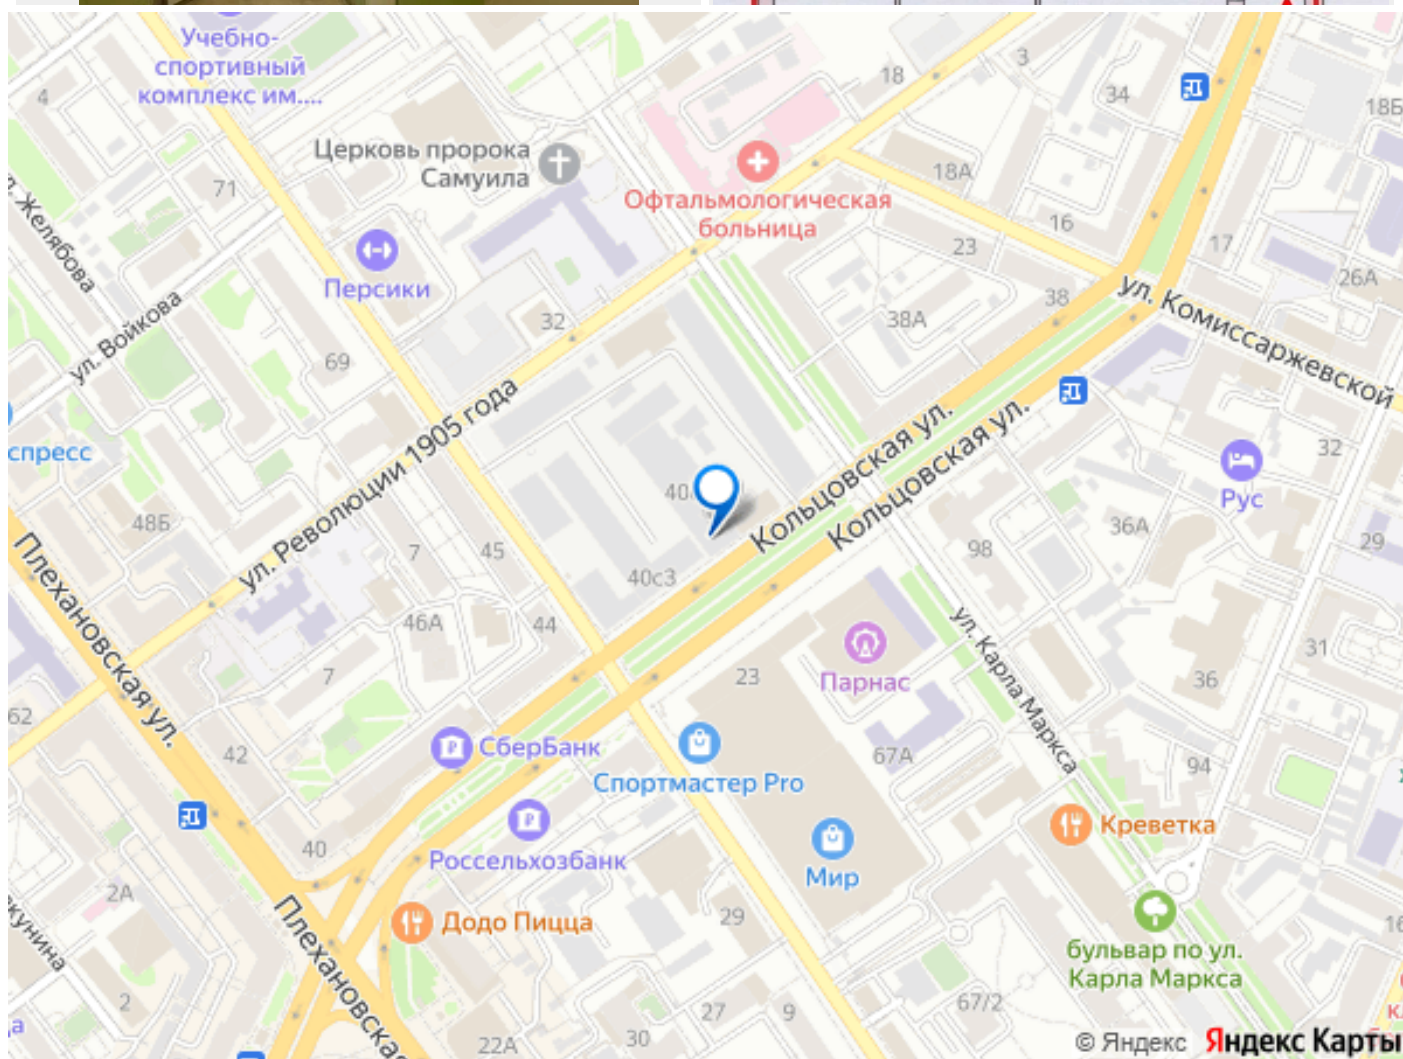 Учебно-
спортивный
комплекс им....
4
18
3
34
18Б
Церковь пророка
Самуила
71
18А
Офтальмологическая
больница
16
л. Желябова
Персики
23
17
26А
ул. Войкова
32
38
38А
ул. Комиссаржевской
69
спресс
ул. Революции 1905 года
Кольцовская ул.
Кольцовская ул.
40
32
Рус
48Б
7
45
36А
98
29
Плехановская ул.
40с3
46А
44
ул. Карла Маркса
31
7
23
Парнас
36
62
42
СберБанк
Спортмастер Pro
67А
94
40
Россельхозбанк
Мир
Креветка
2А
Додо Пицца
29
кунина
Плехановская
бульвар по ул.
Карла Маркса
16
2
27
9
67/2
а
22А
30
© Яндекс Яндекс Карты